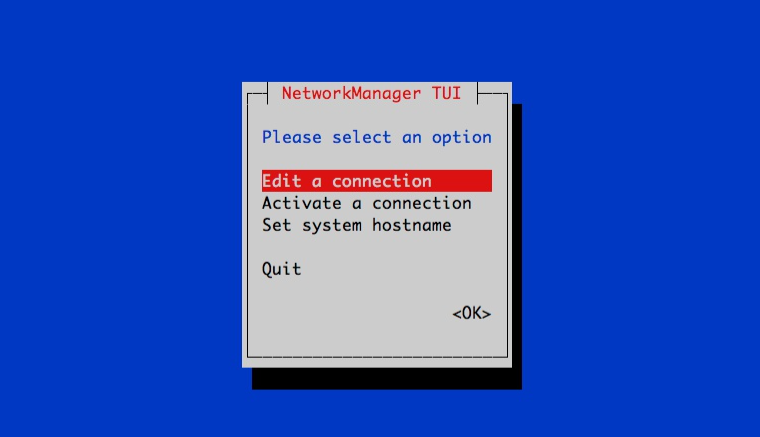 NetworkManager TUI
Please select an option
Edit a connection
Activate a connection
Set system hostname
Quit
<OK>